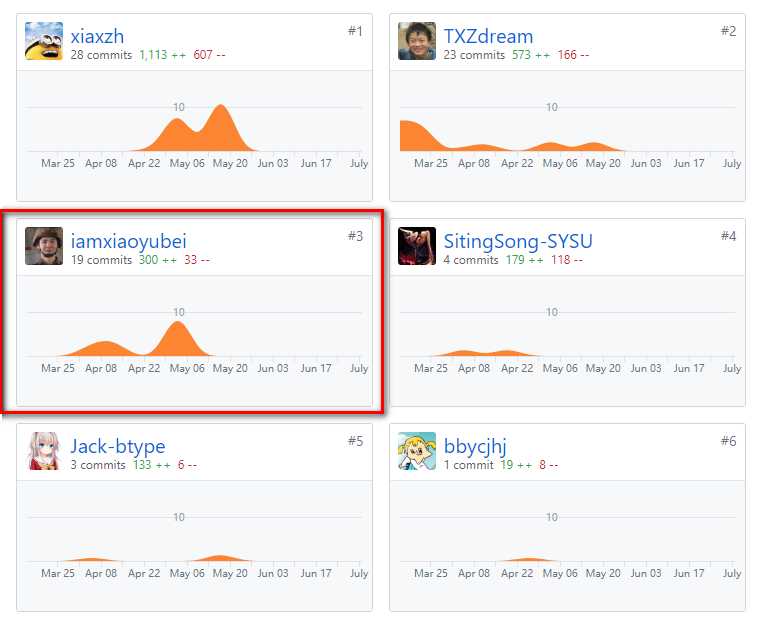 xiaxzh #1
28 commits 1,113 ++ 607 --
10
Mar 25 Apr 08 Apr 22 May 06 May 20 Jun 03 Jun 17 July
TXZdream #2
23 commits 573 ++ 166 --
10
Mar 25 Apr 08 Apr 22 May 06 May 20 Jun 03 Jun 17 July
iamxiaoyubei #3
19 commits 300 ++ 33 --
10
Mar 25 Apr 08 Apr 22 May 06 May 20 Jun 03 Jun 17 July
SitingSong-SYSU #4
4 commits 179 ++ 118 --
10
Mar 25 Apr 08 Apr 22 May 06 May 20 Jun 03 Jun 17 July
Jack-btype #5
3 commits 133 ++ 6 --
10
Mar 25 Apr 08 Apr 22 May 06 May 20 Jun 03 Jun 17 July
bbycjhj #6
1 commit 19 ++ 8 --
10
Mar 25 Apr 08 Apr 22 May 06 May 20 Jun 03 Jun 17 July